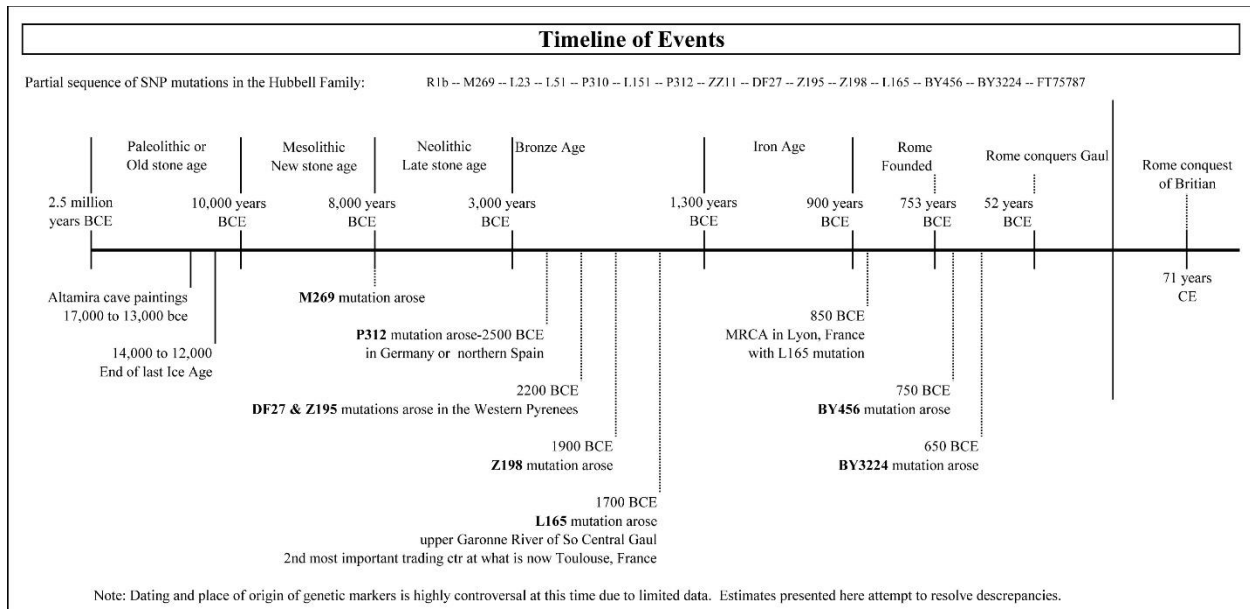 Timeline of Events
Partial sequence of SNP mutations in the Hubbell Family: R1b -- M269 -- L23 -- L51 -- P310 -- L151 -- P312 -- ZZ11 -- DF27 -- Z195 -- Z198 -- L165 -- BY456 -- BY3224 -- FT75787
Paleolithic or
Old stone age
Mesolithic
New stone age
Neolithic
Late stone age
Bronze Age
Iron Age
Rome
Founded
Rome conquers Gaul
Rome conquest
of Britian
2.5 million
years BCE
10,000 years
BCE
8,000 years
BCE
3,000 years
BCE
1,300 years
BCE
900 years
BCE
753 years
BCE
52 years
BCE
71 years
CE
Altamira cave paintings
17,000 to 13,000 bce
14,000 to 12,000
End of last Ice Age
M269 mutation arose
P312 mutation arose-2500 BCE
in Germany or northern Spain
2200 BCE
DF27 & Z195 mutations arose in the Western Pyrenees
1900 BCE
Z198 mutation arose
1700 BCE
L165 mutation arose
upper Garonne River of So Central Gaul
2nd most important trading ctr at what is now Toulouse, France
850 BCE
MRCA in Lyon, France
with L165 mutation
750 BCE
BY456 mutation arose
650 BCE
BY3224 mutation arose
Note: Dating and place of origin of genetic markers is highly controversal at this time due to limited data. Estimates presented here attempt to resolve descrepancies.